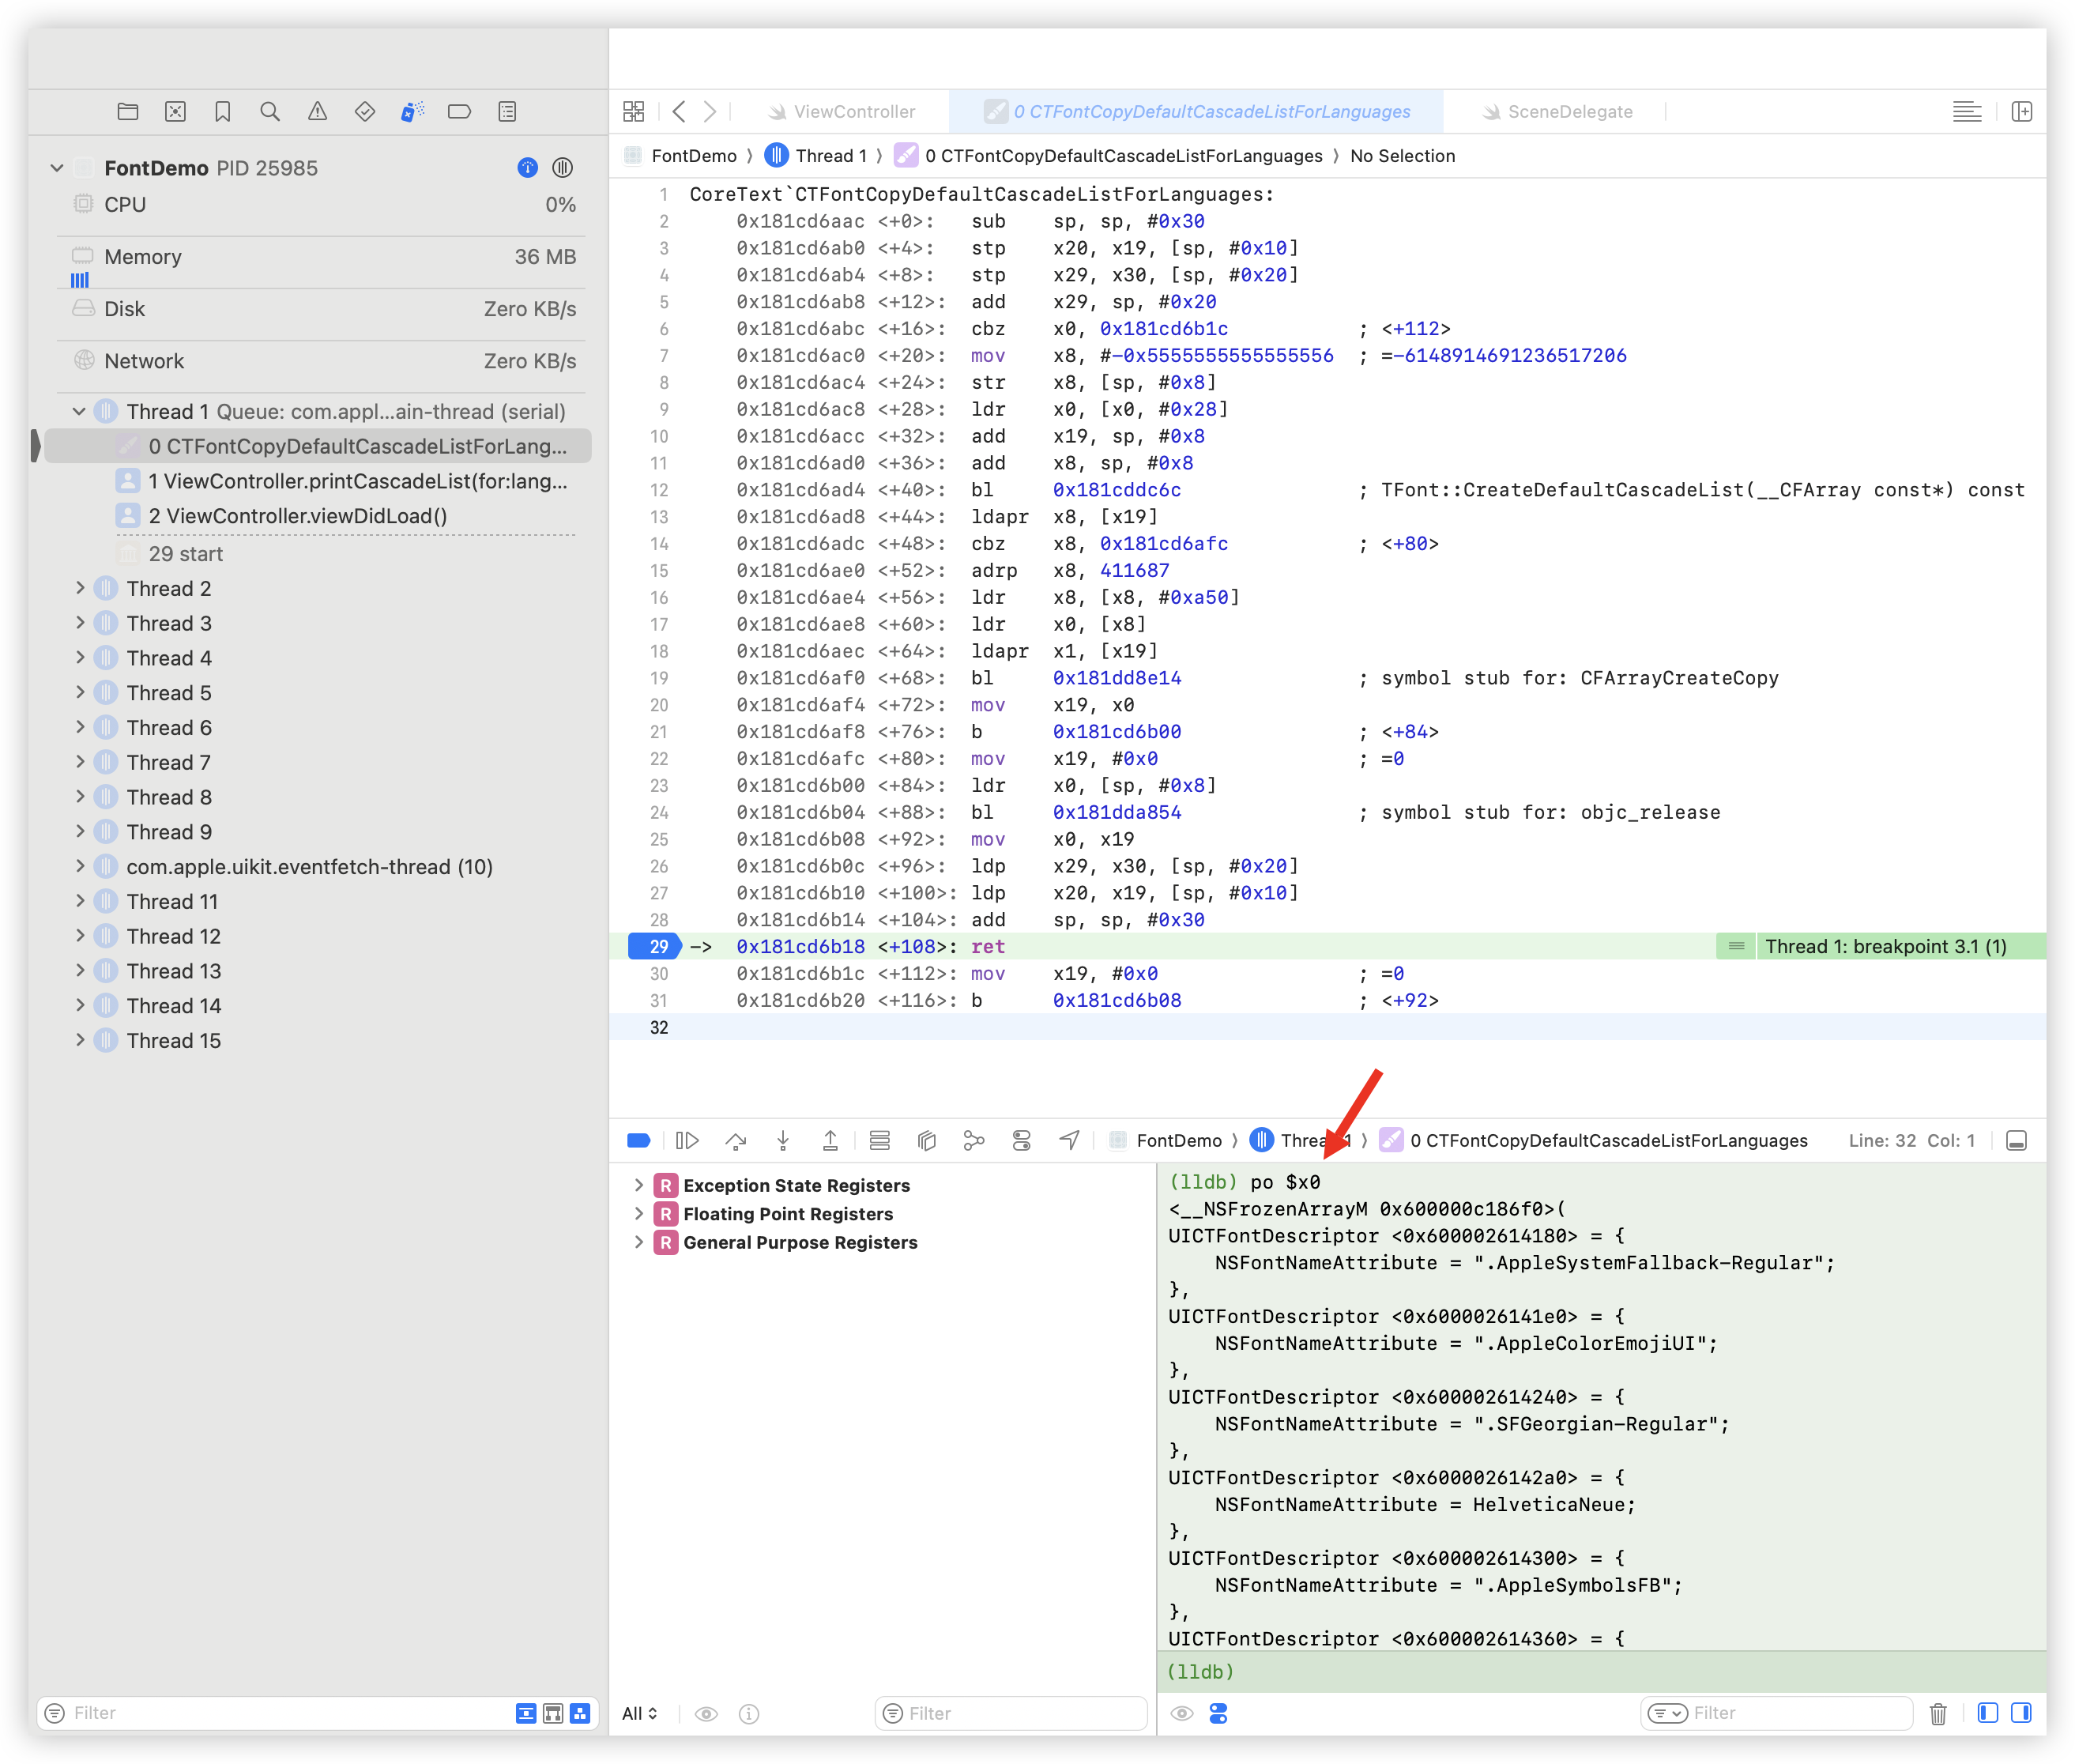 FontDemo PID 25985
CPU 0%
Memory 36 MB
Disk Zero KB/s
Network Zero KB/s
Thread 1 Queue: com.appl...ain-thread (serial)
0 CTFontCopyDefaultCascadeListForLang...
1 ViewController.printCascadeList(for:lang...
2 ViewController.viewDidLoad()
29 start
Thread 2
Thread 3
Thread 4
Thread 5
Thread 6
Thread 7
Thread 8
Thread 9
com.apple.uikit.eventfetch-thread (10)
Thread 11
Thread 12
Thread 13
Thread 14
Thread 15
Filter
ViewController 0 CTFontCopyDefaultCascadeListForLanguages SceneDelegate
FontDemo 〉 Thread 1 〉 0 CTFontCopyDefaultCascadeListForLanguages 〉 No Selection
1 CoreText`CTFontCopyDefaultCascadeListForLanguages:
2 0x181cd6aac <+0>: sub sp, sp, #0x30
3 0x181cd6ab0 <+4>: stp x20, x19, [sp, #0x10]
4 0x181cd6ab4 <+8>: stp x29, x30, [sp, #0x20]
5 0x181cd6ab8 <+12>: add x29, sp, #0x20
6 0x181cd6abc <+16>: cbz x0, 0x181cd6b1c ; <+112>
7 0x181cd6ac0 <+20>: mov x8, #-0x5555555555555556 ; =-6148914691236517206
8 0x181cd6ac4 <+24>: str x8, [sp, #0x8]
9 0x181cd6ac8 <+28>: ldr x0, [x0, #0x28]
10 0x181cd6acc <+32>: add x19, sp, #0x8
11 0x181cd6ad0 <+36>: add x8, sp, #0x8
12 0x181cd6ad4 <+40>: bl 0x181cddc6c ; TFont::CreateDefaultCascadeList(__CFArray const*) const
13 0x181cd6ad8 <+44>: ldapr x8, [x19]
14 0x181cd6adc <+48>: cbz x8, 0x181cd6afc ; <+80>
15 0x181cd6ae0 <+52>: adrp x8, 411687
16 0x181cd6ae4 <+56>: ldr x8, [x8, #0xa50]
17 0x181cd6ae8 <+60>: ldr x0, [x8]
18 0x181cd6aec <+64>: ldapr x1, [x19]
19 0x181cd6af0 <+68>: bl 0x181dd8e14 ; symbol stub for: CFArrayCreateCopy
20 0x181cd6af4 <+72>: mov x19, x0
21 0x181cd6af8 <+76>: b 0x181cd6b00 ; <+84>
22 0x181cd6afc <+80>: mov x19, #0x0 ; =0
23 0x181cd6b00 <+84>: ldr x0, [sp, #0x8]
24 0x181cd6b04 <+88>: bl 0x181dda854 ; symbol stub for: objc_release
25 0x181cd6b08 <+92>: mov x0, x19
26 0x181cd6b0c <+96>: ldp x29, x30, [sp, #0x20]
27 0x181cd6b10 <+100>: ldp x20, x19, [sp, #0x10]
28 0x181cd6b14 <+104>: add sp, sp, #0x30
29 -> 0x181cd6b18 <+108>: ret Thread 1: breakpoint 3.1 (1)
30 0x181cd6b1c <+112>: mov x19, #0x0 ; =0
31 0x181cd6b20 <+116>: b 0x181cd6b08 ; <+92>
32
FontDemo 〉 Thread 1 〉 0 CTFontCopyDefaultCascadeListForLanguages Line: 32 Col: 1
R Exception State Registers
R Floating Point Registers
R General Purpose Registers
All
Filter
(lldb) po $x0
<__NSFrozenArrayM 0x600000c186f0>(
UICTFontDescriptor <0x600002614180> = {
NSFontNameAttribute = ".AppleSystemFallback-Regular";
},
UICTFontDescriptor <0x6000026141e0> = {
NSFontNameAttribute = ".AppleColorEmojiUI";
},
UICTFontDescriptor <0x600002614240> = {
NSFontNameAttribute = ".SFGeorgian-Regular";
},
UICTFontDescriptor <0x6000026142a0> = {
NSFontNameAttribute = HelveticaNeue;
},
UICTFontDescriptor <0x600002614300> = {
NSFontNameAttribute = ".AppleSymbolsFB";
},
UICTFontDescriptor <0x600002614360> = {
(lldb)
Filter